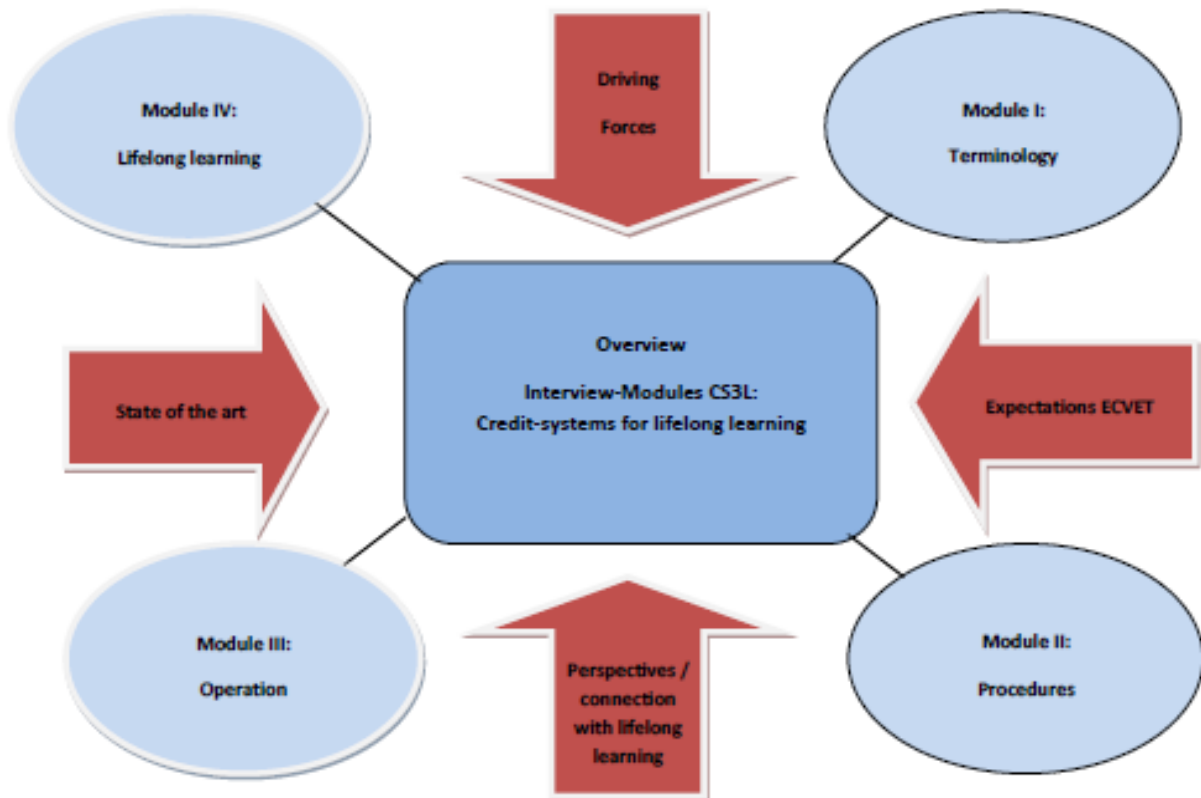 Module IV:
Lifelong learning
Driving
Forces
Module I:
Terminology
State of the art
Overview
Interview-Modules CS3L:
Credit-systems for lifelong learning
Expectations ECVET
Module III:
Operation
Perspectives /
connection
with lifelong
learning
Module II:
Procedures